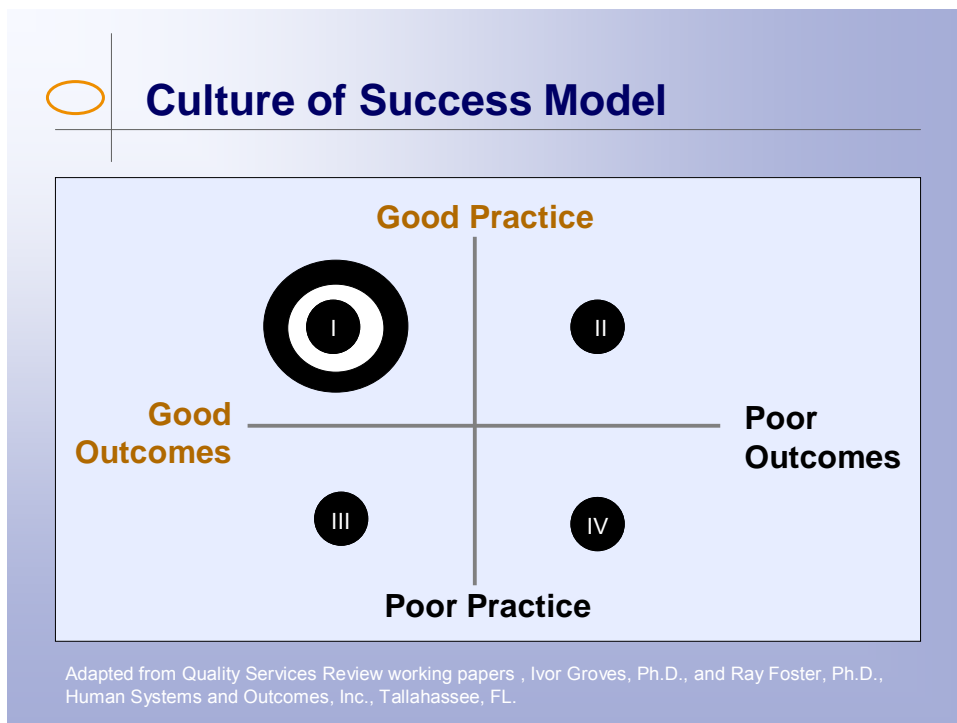 Culture of Success Model
Good Practice
I
II
Good
Outcomes
Poor
Outcomes
III
IV
Poor Practice
Adapted from Quality Services Review working papers , Ivor Groves, Ph.D., and Ray Foster, Ph.D.,
Human Systems and Outcomes, Inc., Tallahassee, FL.